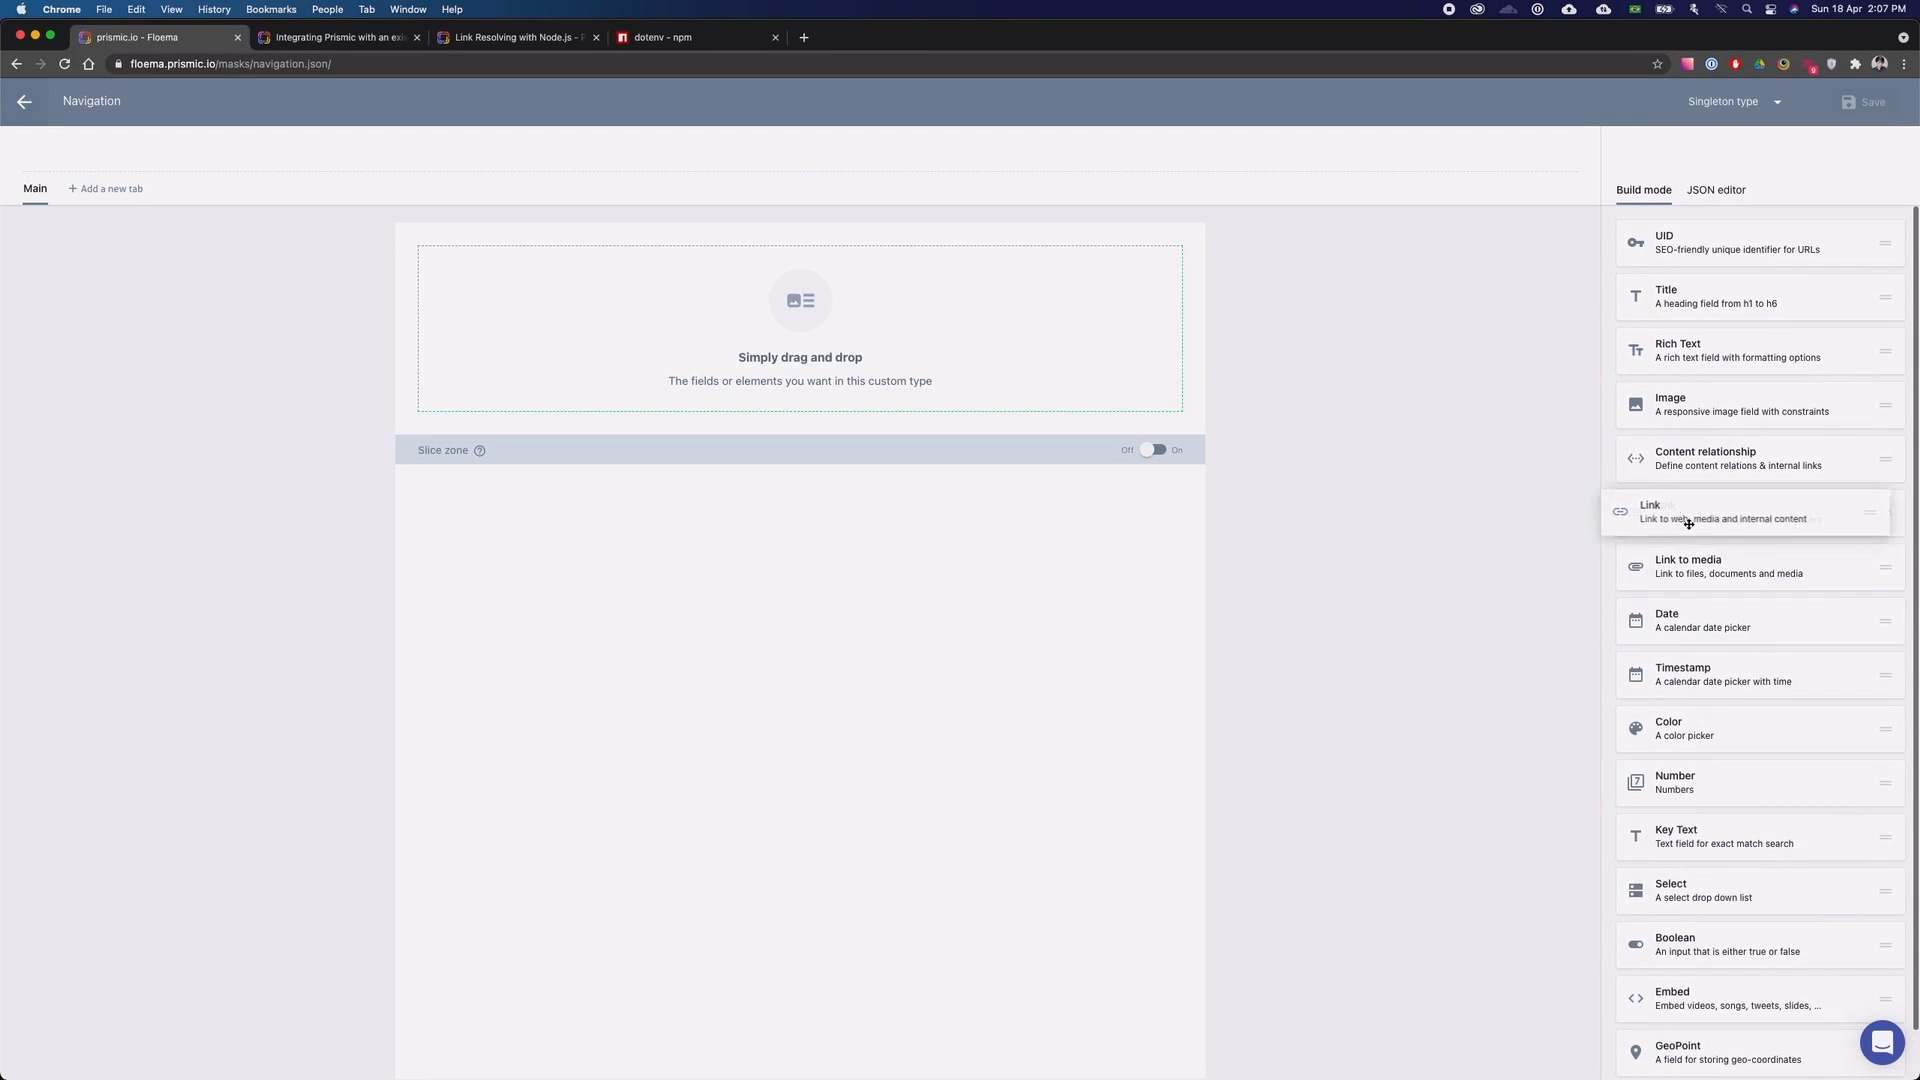 Chrome File Edit View History Bookmarks People Tab Window Help Sun 18 Apr 2:07 PM
prismic.io - Floema Integrating Prismic with an exi Link Resolving with Node.js - P dotenv - npm
floema.prismic.io/masks/navigation.json/ 9
Navigation Singleton type Save
Main + Add a new tab Build mode JSON editor
UID
SEO-friendly unique identifier for URLs
Title
A heading field from h1 to h6
Rich Text
A rich text field with formatting options
Image
A responsive image field with constraints
Content relationship
Define content relations & internal links
Link
Link to web, media and internal content
Link to media
Link to files, documents and media
Date
A calendar date picker
Timestamp
A calendar date picker with time
Color
A color picker
Number
Numbers
Key Text
Text field for exact match search
Select
A select drop down list
Boolean
An input that is either true or false
Embed
Embed videos, songs, tweets, slides, ...
GeoPoint
A field for storing geo-coordinates
Simply drag and drop
The fields or elements you want in this custom type
Slice zone Off On